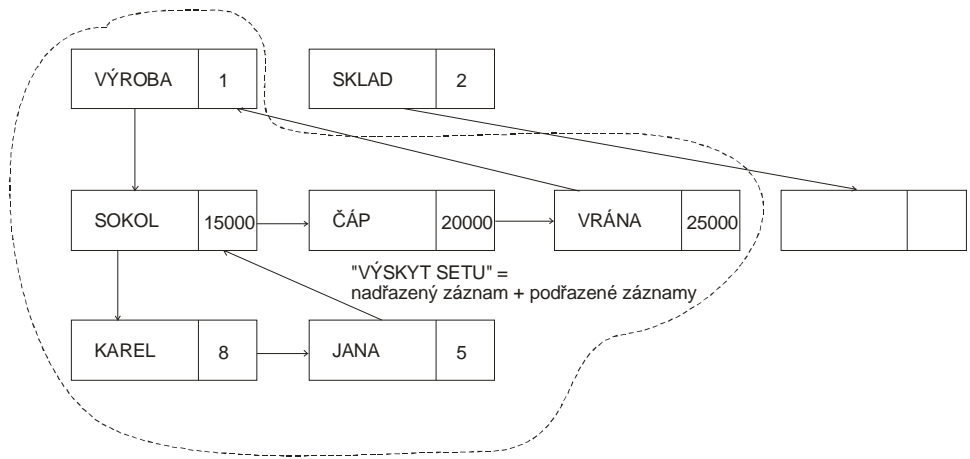 VÝROBA 1 SKLAD 2
SOKOL 15000 ČÁP 20000 VRÁNA 25000
"VÝSKYT SETU" =
nadřazený záznam + podřazené záznamy
KAREL 8 JANA 5